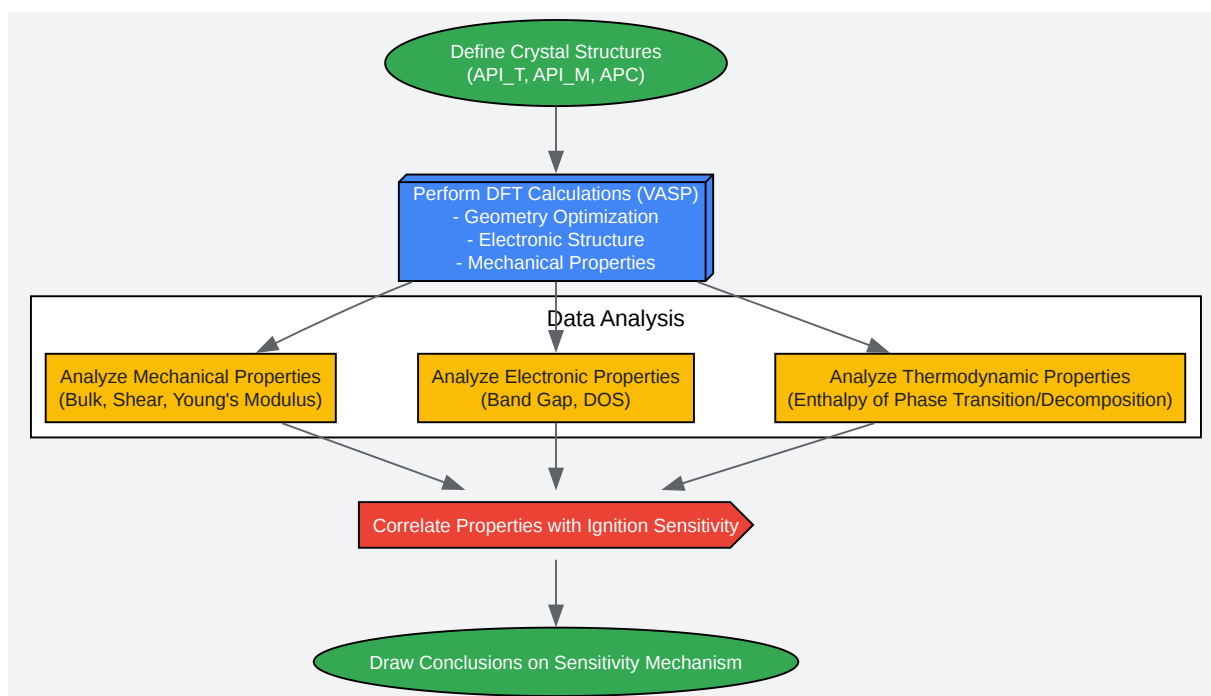 Define Crystal Structures
(API_T, API_M, APC)
Perform DFT Calculations (VASP)
- Geometry Optimization
- Electronic Structure
- Mechanical Properties
Data Analysis
Analyze Mechanical Properties
(Bulk, Shear, Young's Modulus)
Analyze Electronic Properties
(Band Gap, DOS)
Analyze Thermodynamic Properties
(Enthalpy of Phase Transition/Decomposition)
Correlate Properties with Ignition Sensitivity
Draw Conclusions on Sensitivity Mechanism